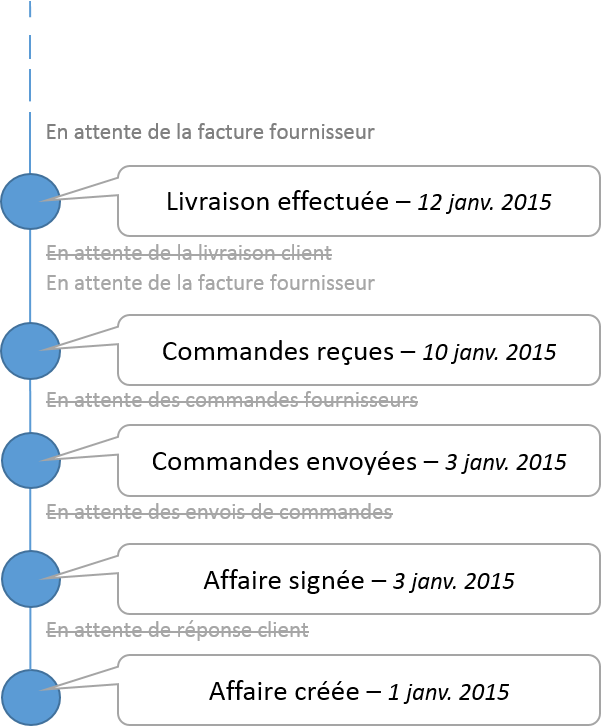 En attente de la facture fournisseur
Livraison effectuée – 12 janv. 2015
En attente de la livraison client
En attente de la facture fournisseur
Commandes reçues – 10 janv. 2015
En attente des commandes fournisseurs
Commandes envoyées – 3 janv. 2015
En attente des envois de commandes
Affaire signée – 3 janv. 2015
En attente de réponse client
Affaire créée – 1 janv. 2015